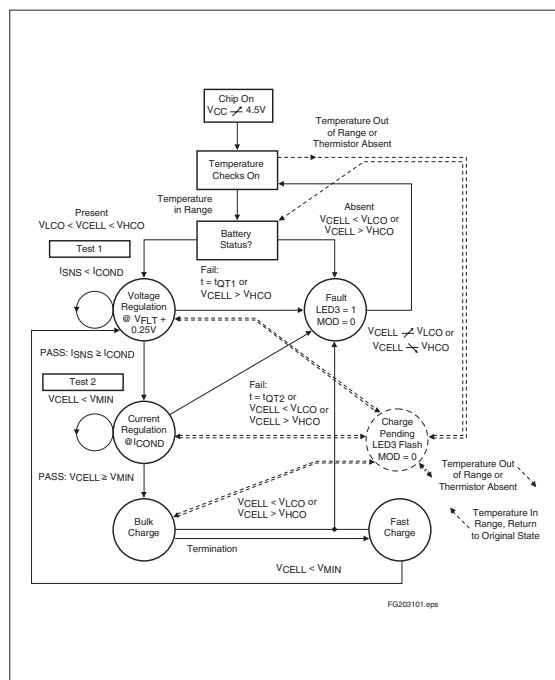 Chip On
VCC ↗ 4.5V
Temperature Out
of Range or
Thermistor Absent
Temperature
Checks On
Temperature
in Range
Absent
Present
VCELL < VLCO or
VLCO < VCELL < VHCO
VCELL > VHCO
Battery
Status?
Test 1
ISNS < ICOND
Fail:
t = tQT1 or
VCELL > VHCO
Voltage
Regulation
@ VFLT +
0.25V
Fault
LED3 = 1
MOD = 0
VCELL ↗ VLCO or
VCELL ↘ VHCO
PASS: ISNS ≥ ICOND
Test 2
VCELL < VMIN
Fail:
t = tQT2 or
VCELL < VLCO or
VCELL > VHCO
Current
Regulation
@ICOND
Charge
Pending
LED3 Flash
MOD = 0
PASS: VCELL ≥ VMIN
Temperature Out
of Range or
Thermistor Absent
VCELL < VLCO or
VCELL > VHCO
Bulk
Charge
Fast
Charge
Temperature In
Range, Return
to Original State
Termination
VCELL < VMIN
FG203101.eps